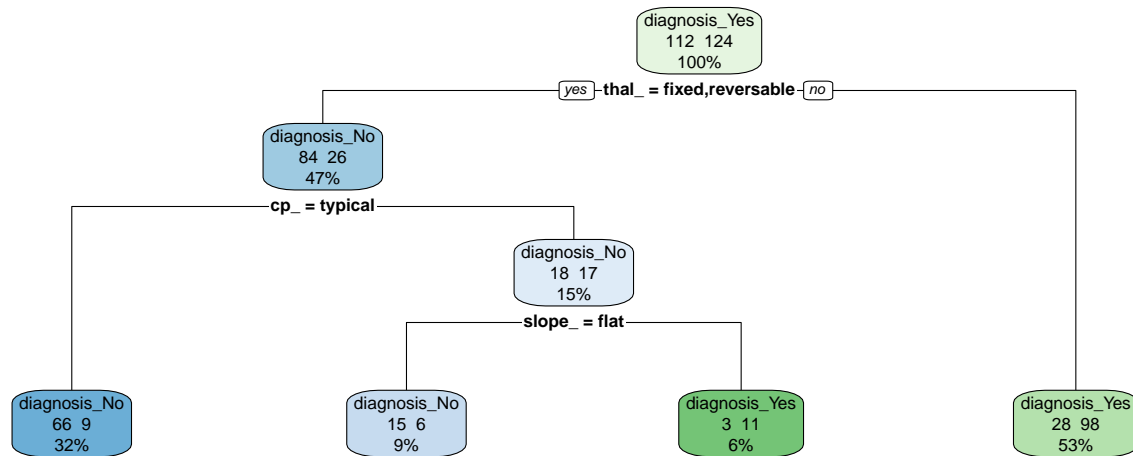 diagnosis_Yes
112 124
100%
yes thal_ = fixed,reversable no
diagnosis_No
84 26
47%
cp_ = typical
diagnosis_No
18 17
15%
slope_ = flat
diagnosis_No
66 9
32%
diagnosis_No
15 6
9%
diagnosis_Yes
3 11
6%
diagnosis_Yes
28 98
53%